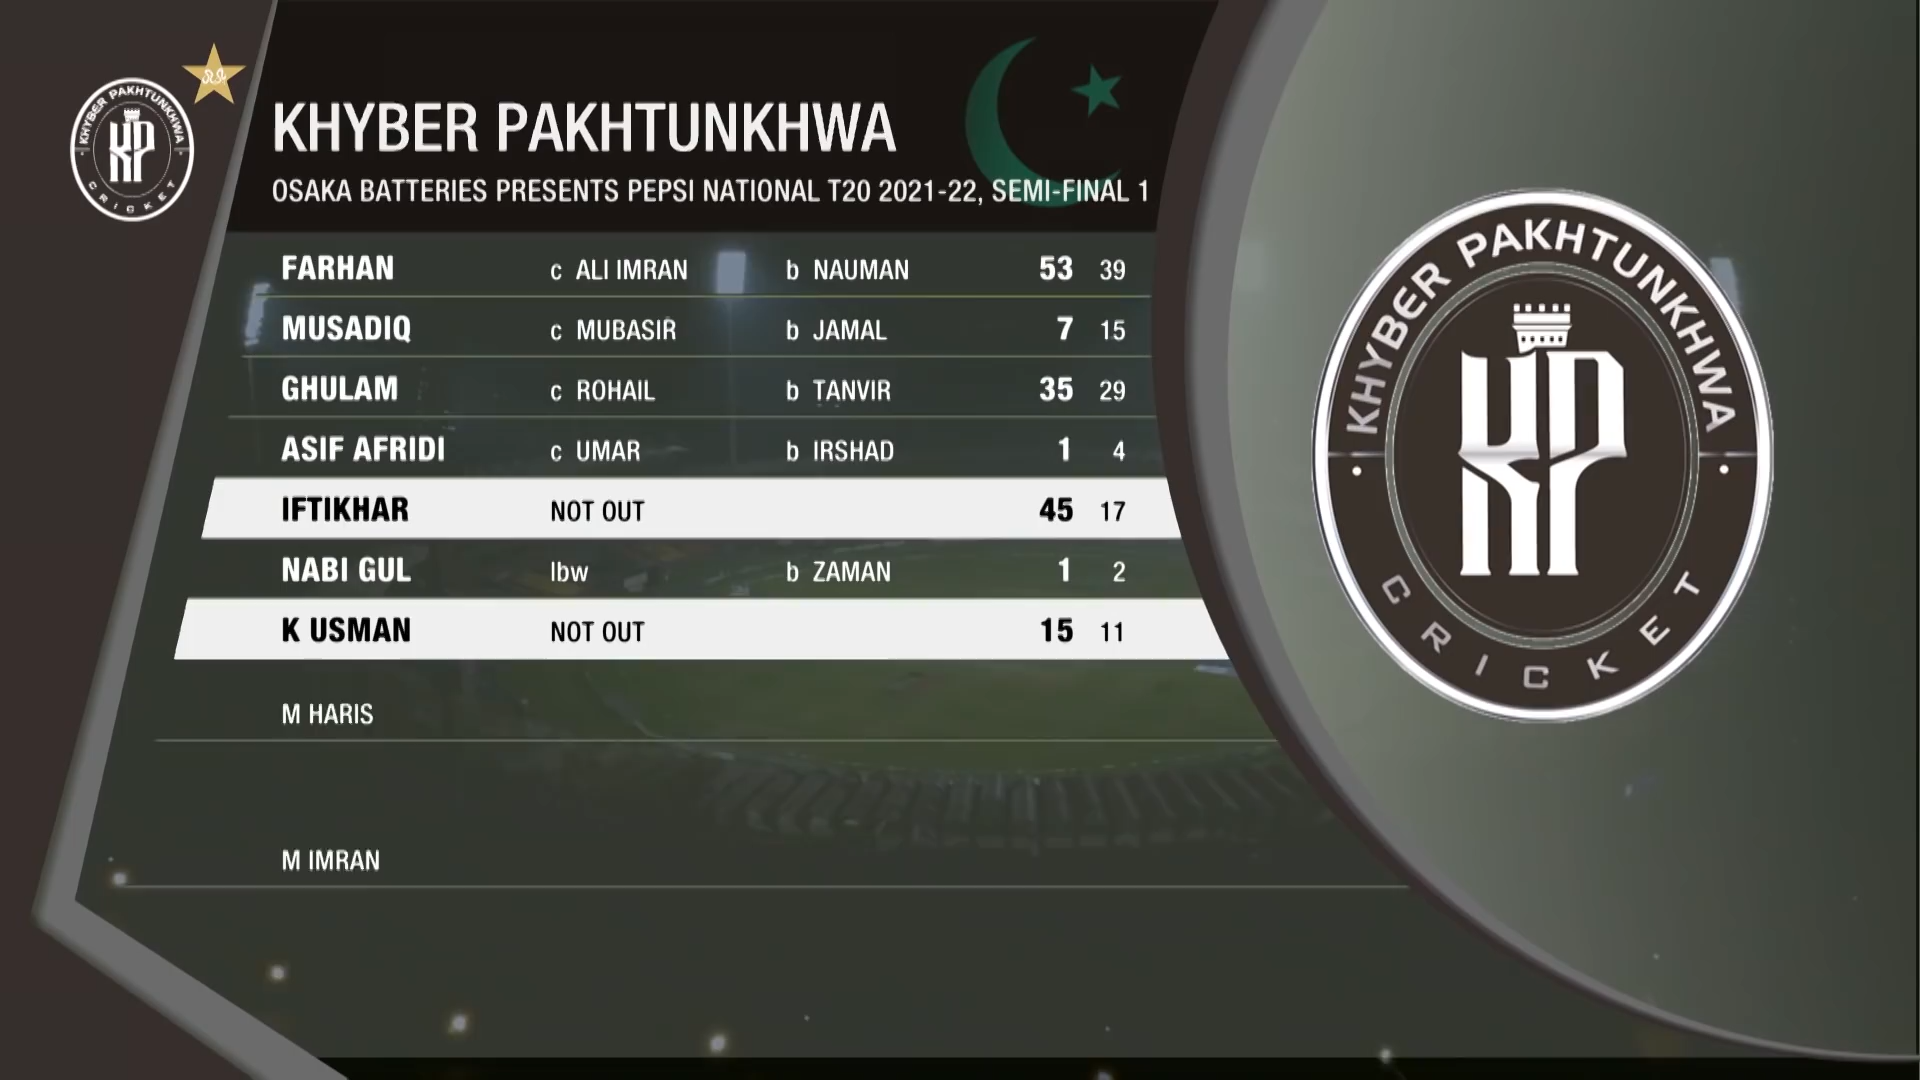 KHYBER PAKHTUNKHWA
KP
CRICKET
KHYBER PAKHTUNKHWA
OSAKA BATTERIES PRESENTS PEPSI NATIONAL T20 2021-22, SEMI-FINAL 1
FARHAN c ALI IMRAN b NAUMAN 53 39
MUSADIQ c MUBASIR b JAMAL 7 15
GHULAM c ROHAIL b TANVIR 35 29
ASIF AFRIDI c UMAR b IRSHAD 1 4
IFTIKHAR NOT OUT 45 17
NABI GUL lbw b ZAMAN 1 2
K USMAN NOT OUT 15 11
M HARIS
M IMRAN
KHYBER PAKHTUNKHWA
KP
CRICKET